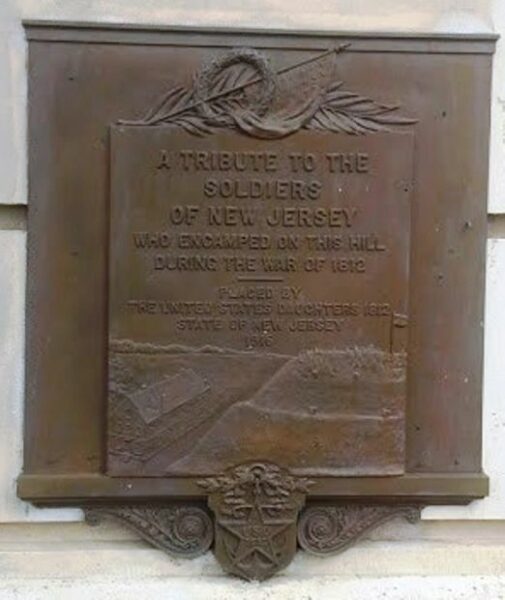 A TRIBUTE TO THE
SOLDIERS
OF NEW JERSEY
WHO ENCAMPED ON THIS HILL
DURING THE WAR OF 1812
PLACED BY
THE UNITED STATES DAUGHTERS 1812
STATE OF NEW JERSEY
1916